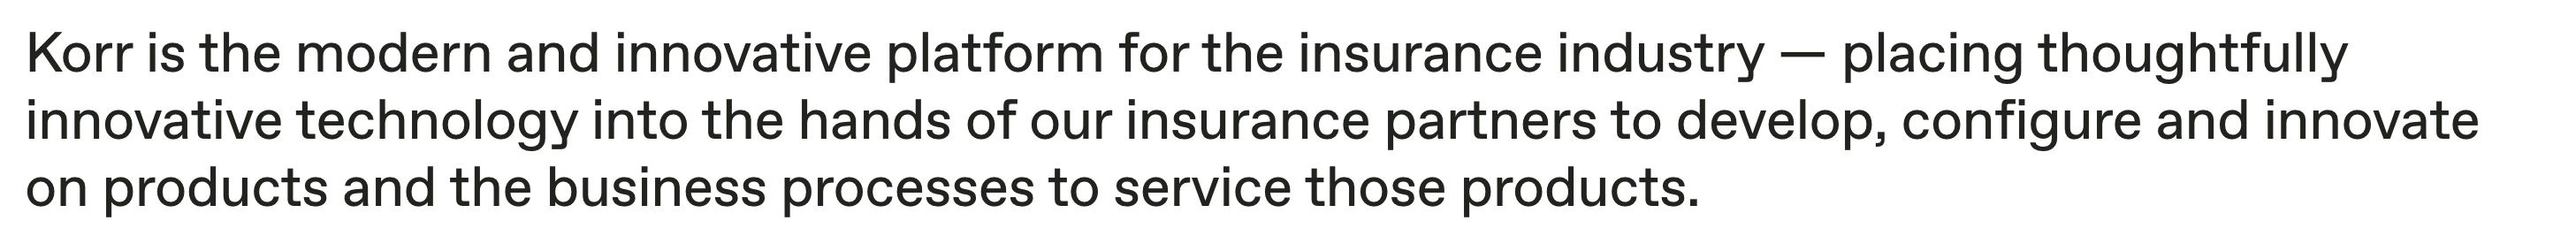 Korr is the modern and innovative platform for the insurance industry — placing thoughtfully
innovative technology into the hands of our insurance partners to develop, configure and innovate
on products and the business processes to service those products.